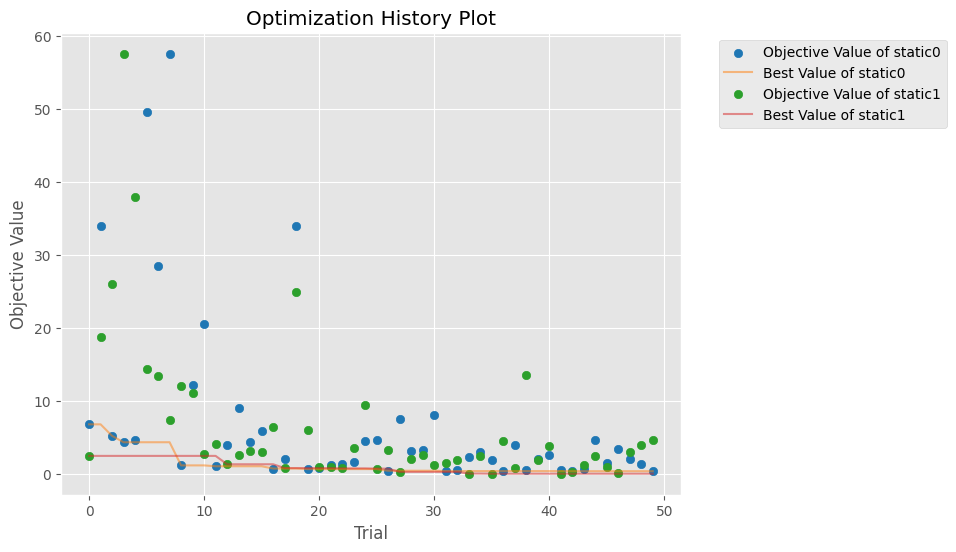 Optimization History Plot
Objective Value of static0
Best Value of static0
Objective Value of static1
Best Value of static1
60
50
40
30
20
10
0
Objective Value
0
10
20
30
40
50
Trial